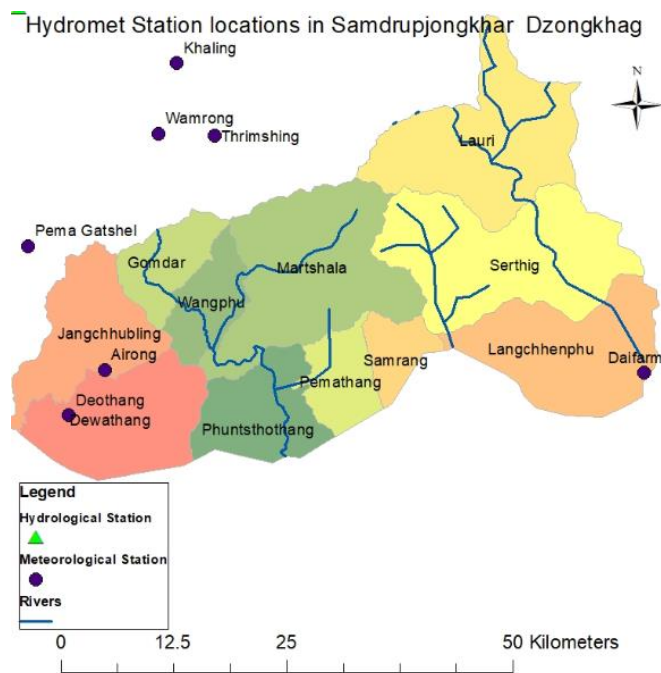 Hydromet Station locations in Samdrupjongkhar Dzongkhag
Khaling
N
Wamrong
Thrimshing
Lauri
Pema Gatshel
Gomdar
Martshala
Serthig
Wangphu
Jangchhubling
Airong
Samrang
Langchhenphu
Daifarm
Pemathang
Deothang
Dewathang
Phuntsthothang
Legend
Hydrological Station
Meteorological Station
Rivers
0 12.5 25 50 Kilometers